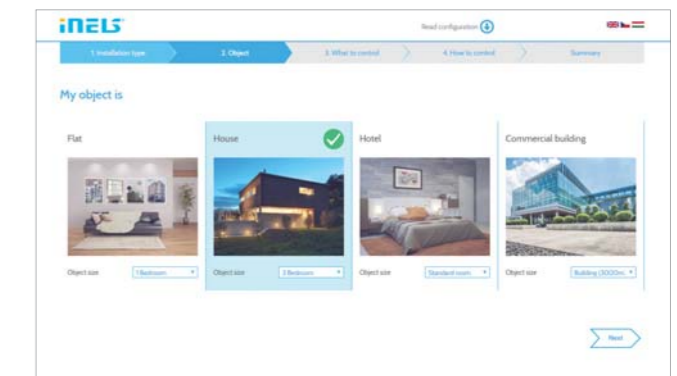 iNELS
Read configuration
1. Installation type
2. Object
3. What to control
4. How to control
Summary
My object is
Flat
House
Hotel
Commercial building
Object size
1 Bedroom
Object size
Object size
Standard room
Object size
Building (3000m
Next